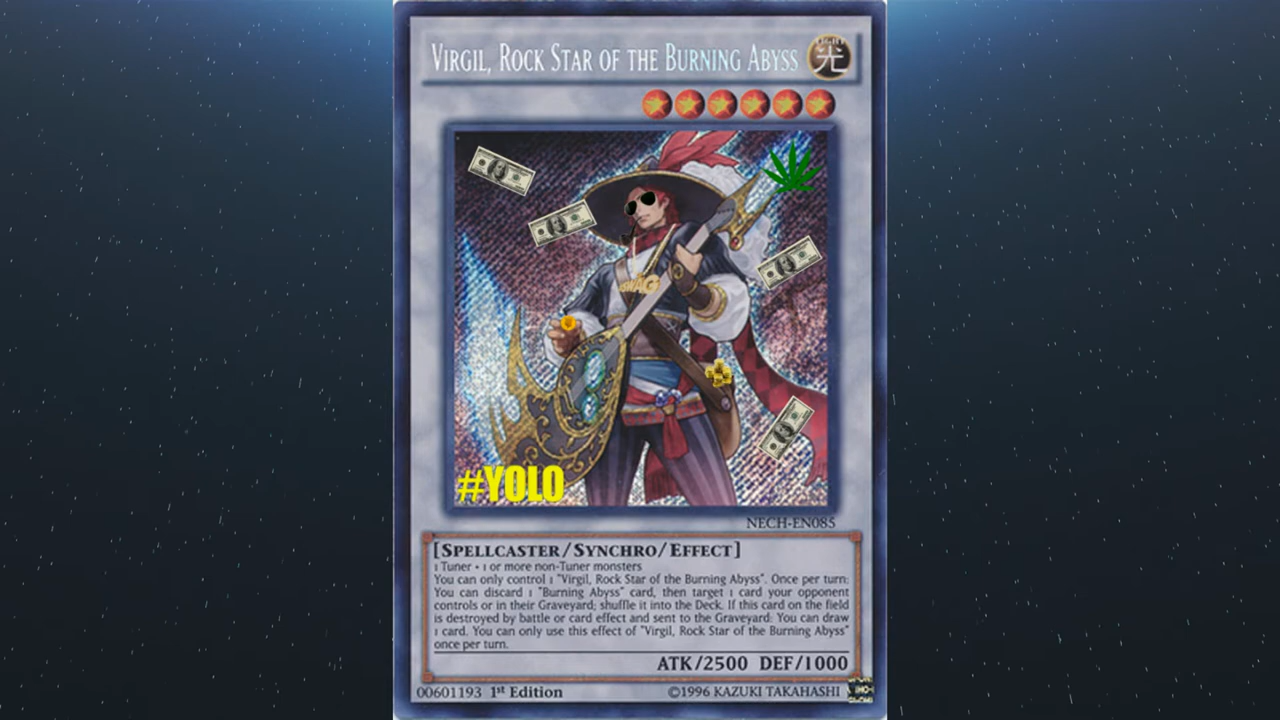 VIRGIL, ROCK STAR OF THE BURNING ABYSS
LIGHT
光
#YOLO
NECH-EN085
[SPELLCASTER/SYNCHRO/EFFECT]
1 Tuner + 1 or more non-Tuner monsters
You can only control 1 "Virgil, Rock Star of the Burning Abyss". Once per turn:
You can discard 1 "Burning Abyss" card, then target 1 card your opponent
controls or in their Graveyard; shuffle it into the Deck. If this card on the field
is destroyed by battle or card effect and sent to the Graveyard: You can draw
1 card. You can only use this effect of "Virgil, Rock Star of the Burning Abyss"
once per turn.
ATK/2500 DEF/1000
00601193 1st Edition ©1996 KAZUKI TAKAHASHI